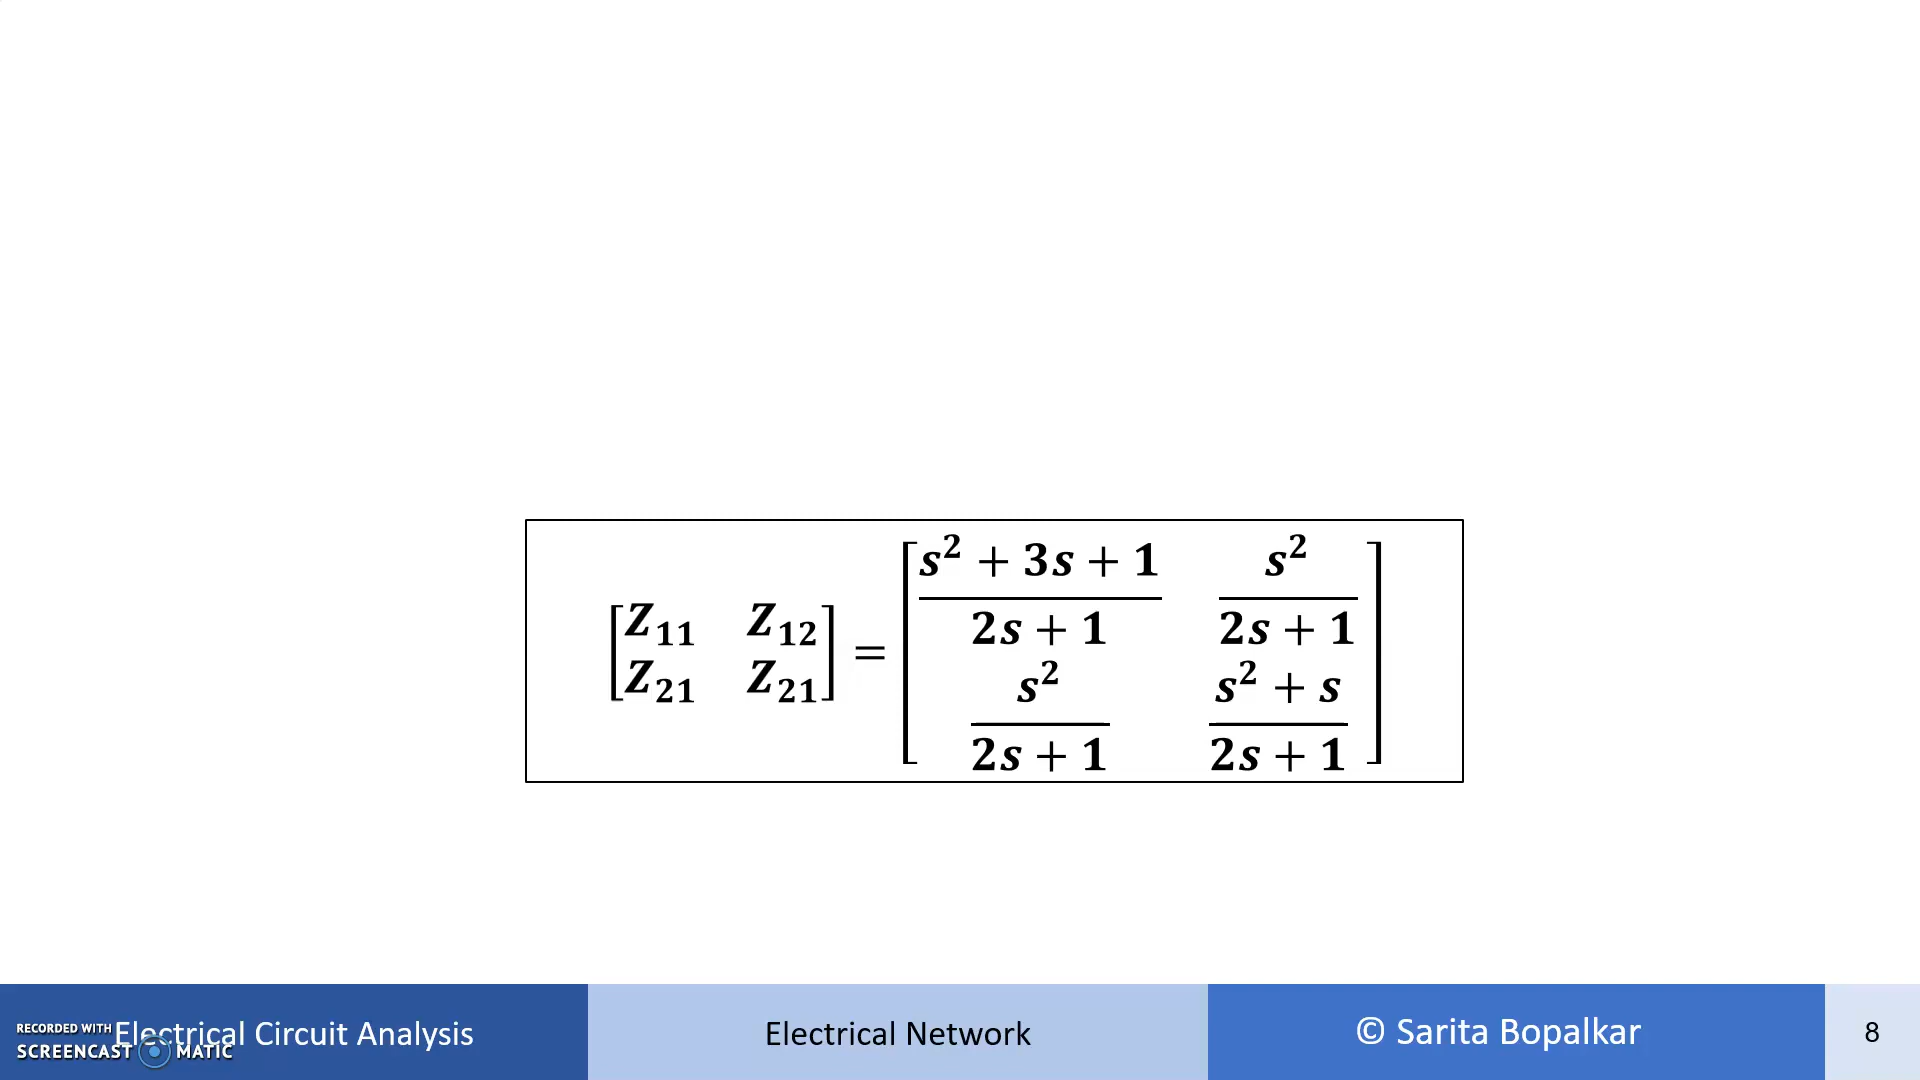 [Z₁₁ Z₁₂
Z₂₁ Z₂₁] = [(s² + 3s + 1)/(2s + 1) s²/(2s + 1)
s²/(2s + 1) (s² + s)/(2s + 1)]
Electrical Circuit Analysis
RECORDED WITH
SCREENCAST MATIC
Electrical Network
© Sarita Bopalkar
8